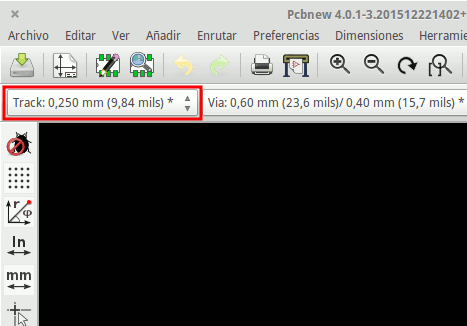 Pcbnew 4.0.1-3.201512221402+
Archivo Editar Ver Añadir Enrutar Preferencias Dimensiones Herramie
Track: 0,250 mm (9,84 mils) * Via: 0,60 mm (23,6 mils)/ 0,40 mm (15,7 mils) *
r φ
In
mm